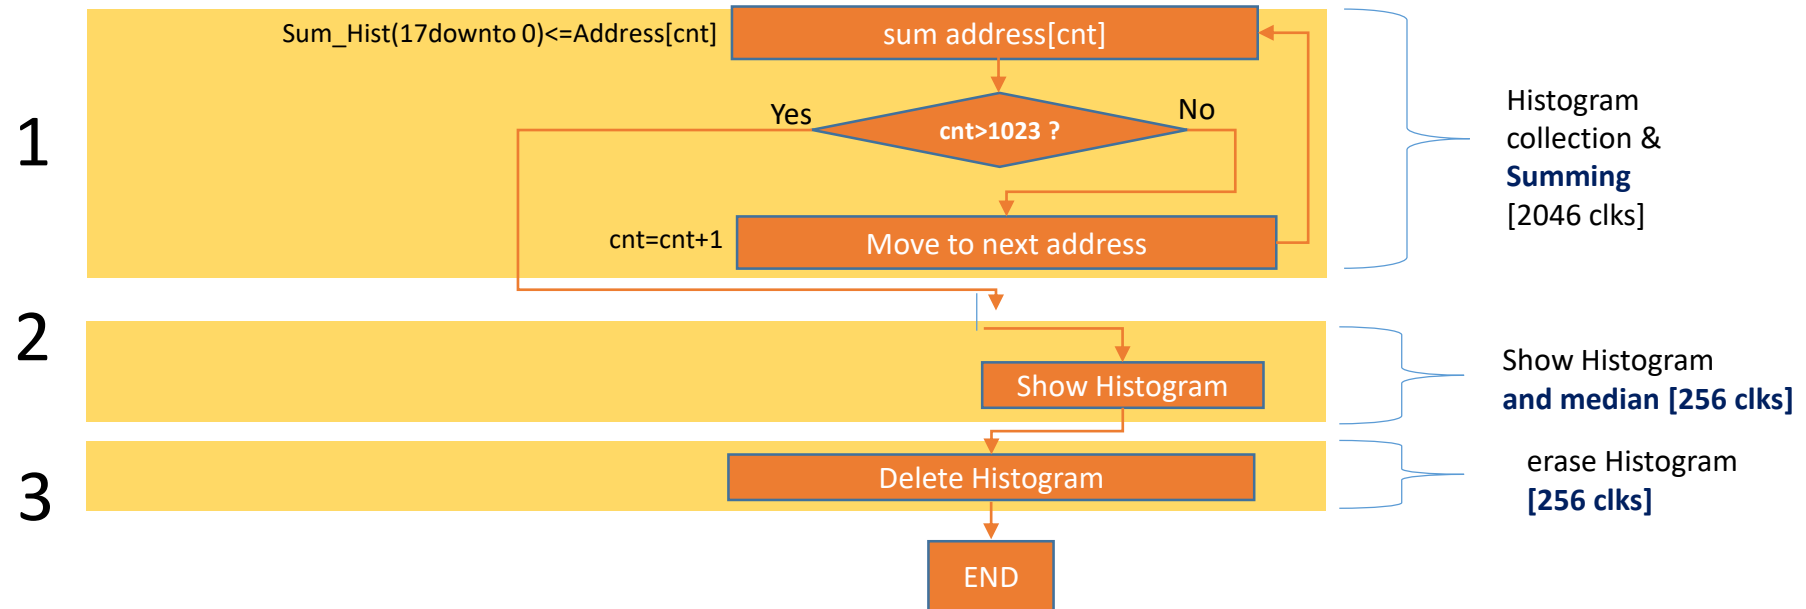 1
Sum_Hist(17downto 0)<=Address[cnt]
sum address[cnt]
Yes
cnt>1023 ?
No
cnt=cnt+1
Move to next address
Histogram
collection &
Summing
[2046 clks]
2
Show Histogram
Show Histogram
and median [256 clks]
3
Delete Histogram
erase Histogram
[256 clks]
END